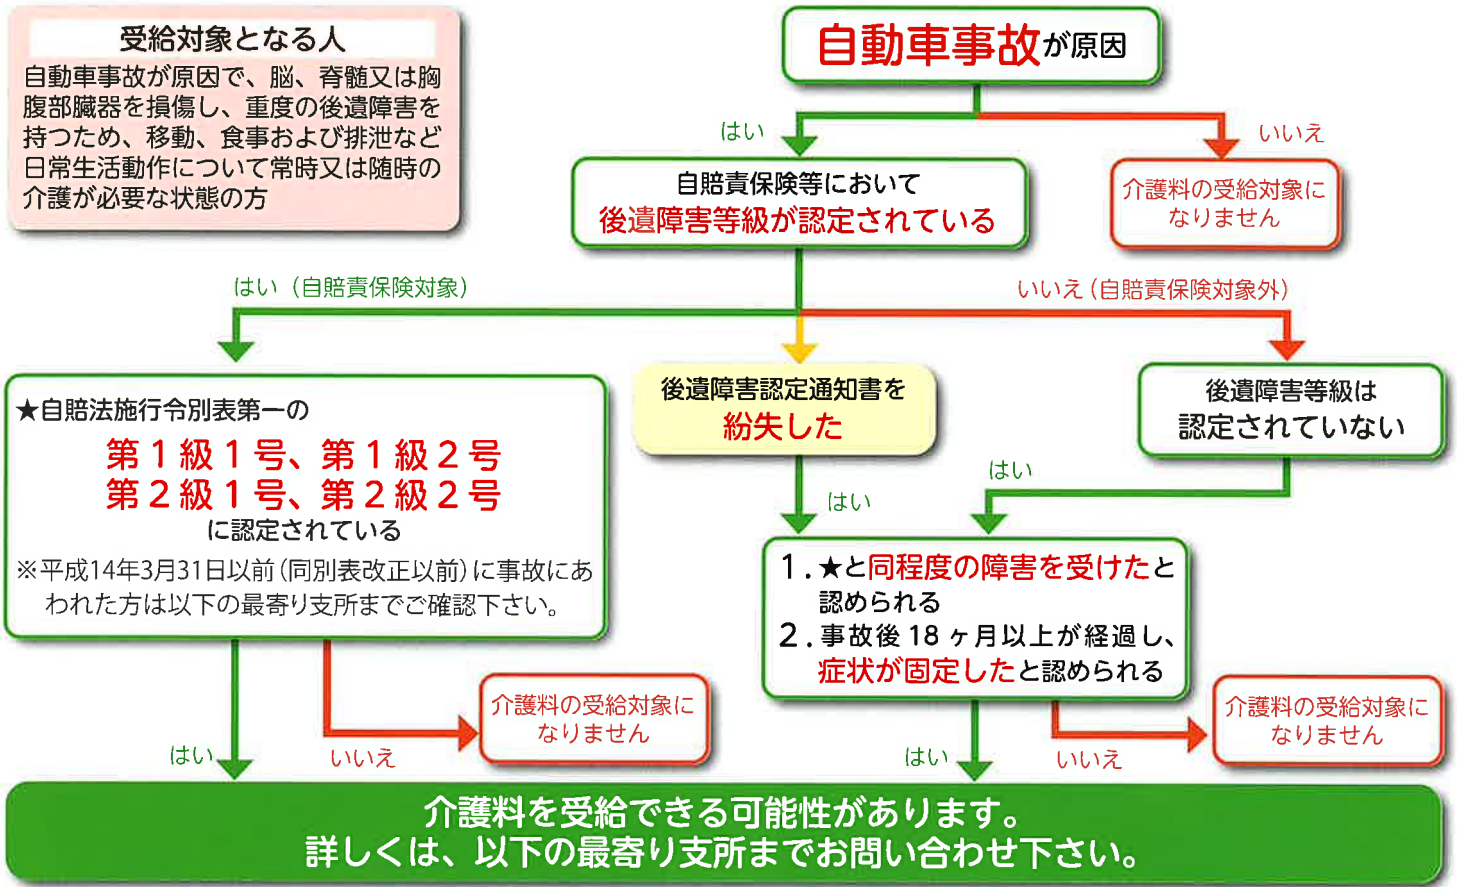 受給対象となる人
自動車事故が原因で、脳、脊髄又は胸
腹部臓器を損傷し、重度の後遺障害を
持つため、移動、食事および排泄など
日常生活動作について常時又は随時の
介護が必要な状態の方
自動車事故が原因
はい
いいえ
自賠責保険等において
後遺障害等級が認定されている
介護料の受給対象に
なりません
はい（自賠責保険対象）
いいえ（自賠責保険対象外）
★自賠法施行令別表第一の
第１級１号、第１級２号
第２級１号、第２級２号
に認定されている
※平成14年3月31日以前（同別表改正以前）に事故にあ
われた方は以下の最寄り支所までご確認下さい。
後遺障害認定通知書を
紛失した
後遺障害等級は
認定されていない
はい
はい
１．★と同程度の障害を受けたと
認められる
２．事故後18ヶ月以上が経過し、
症状が固定したと認められる
はい
いいえ
介護料の受給対象に
なりません
はい
いいえ
介護料の受給対象に
なりません
介護料を受給できる可能性があります。
詳しくは、以下の最寄り支所までお問い合わせ下さい。